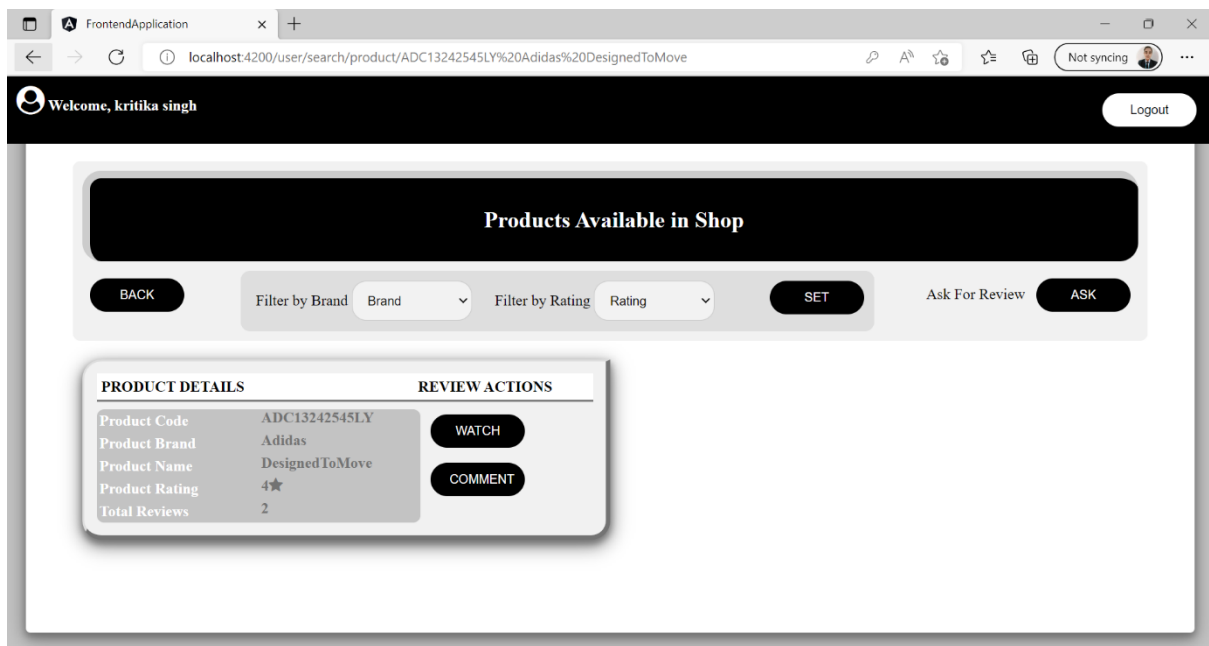 FrontendApplication
localhost:4200/user/search/product/ADC13242545LY%20Adidas%20DesignedToMove
Not syncing
Welcome, kritika singh
Logout
Products Available in Shop
BACK
Filter by Brand Brand Filter by Rating Rating SET
Ask For Review ASK
PRODUCT DETAILS REVIEW ACTIONS
Product Code ADC13242545LY
Product Brand Adidas
Product Name DesignedToMove
Product Rating 4★
Total Reviews 2
WATCH
COMMENT